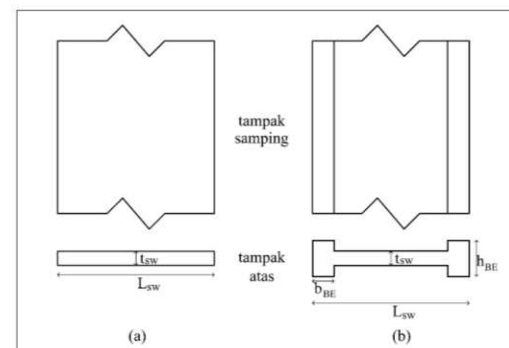 tampak
samping
tampak
atas
tsw
Lsw
(a)
tsw
hBE
bBE
Lsw
(b)